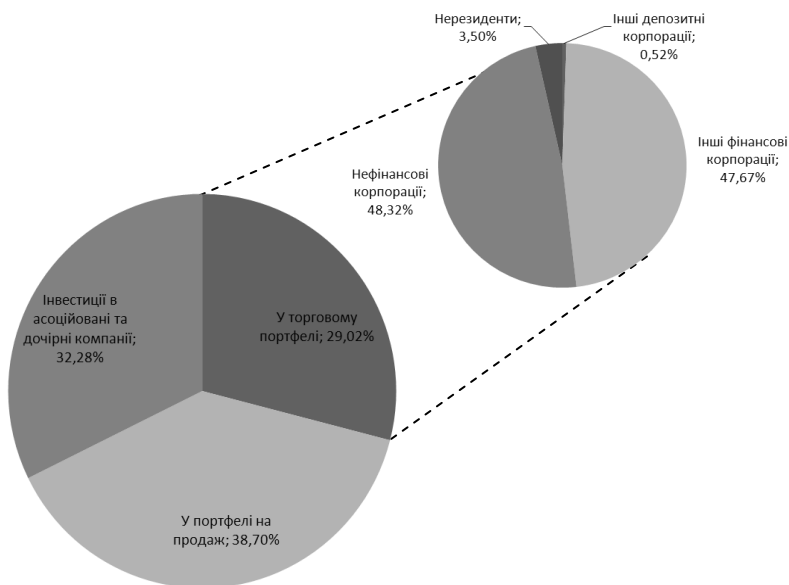 Нерезиденти;
3,50%
Інші депозитні
корпорації;
0,52%
Інші фінансові
корпорації;
47,67%
Нефінансові
корпорації;
48,32%
Інвестиції в
асоційовані та
дочірні компанії;
32,28%
У торговому
портфелі; 29,02%
У портфелі на
продаж; 38,70%